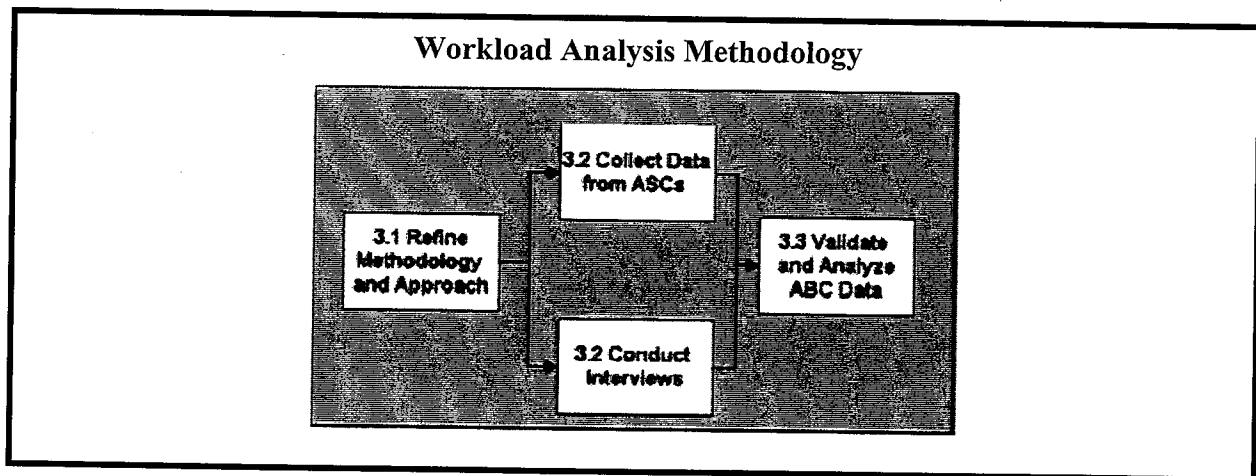 Workload Analysis Methodology
3.1 Refine
Methodology
and Approach
3.2 Collect Data
from ASCs
3.2 Conduct
Interviews
3.3 Validate
and Analyze
ABC Data